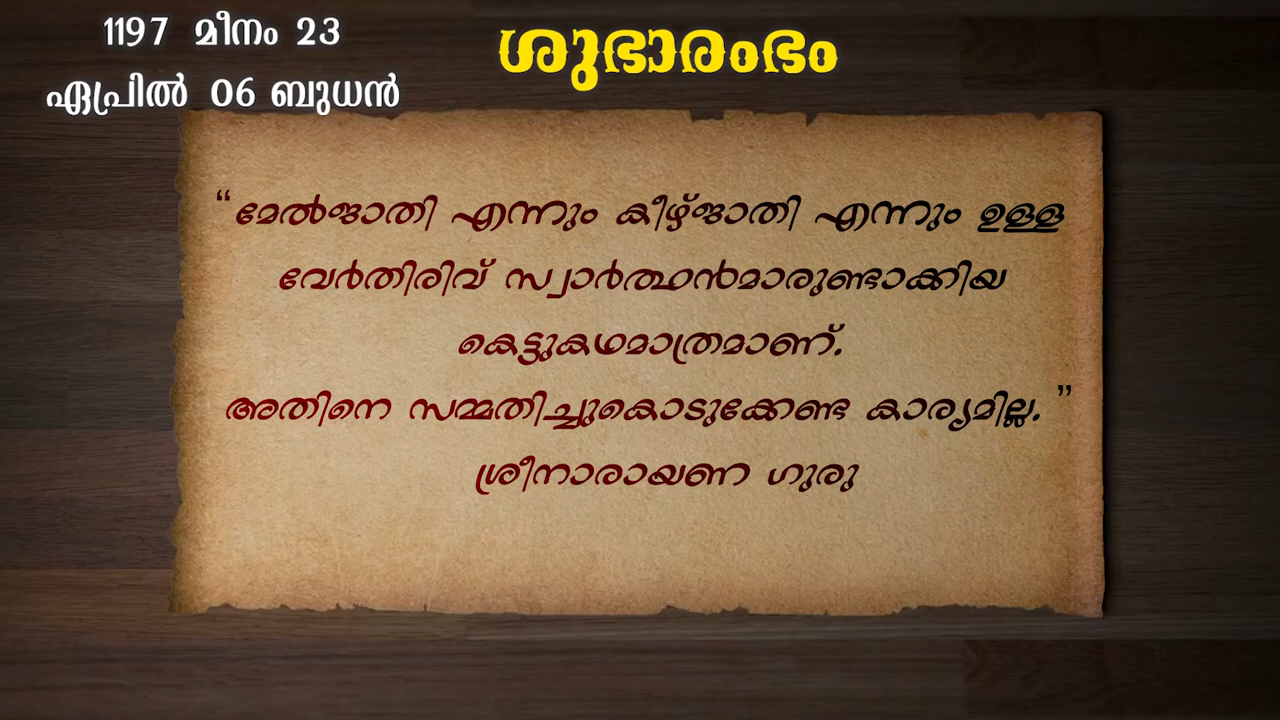 1197 മീനം 23
ഏപ്രിൽ 06 ബുധൻ
ശുഭാരംഭം
“മേൽജാതി എന്നും കീഴ്ജാതി എന്നും ഉള്ള
വേർതിരിവ് സ്വാർത്ഥൻമാരുണ്ടാക്കിയ
കെട്ടുകഥമാത്രമാണ്.
അതിനെ സമ്മതിച്ചുകൊടുക്കേണ്ട കാര്യമില്ല.”
ശ്രീനാരായണ ഗുരു